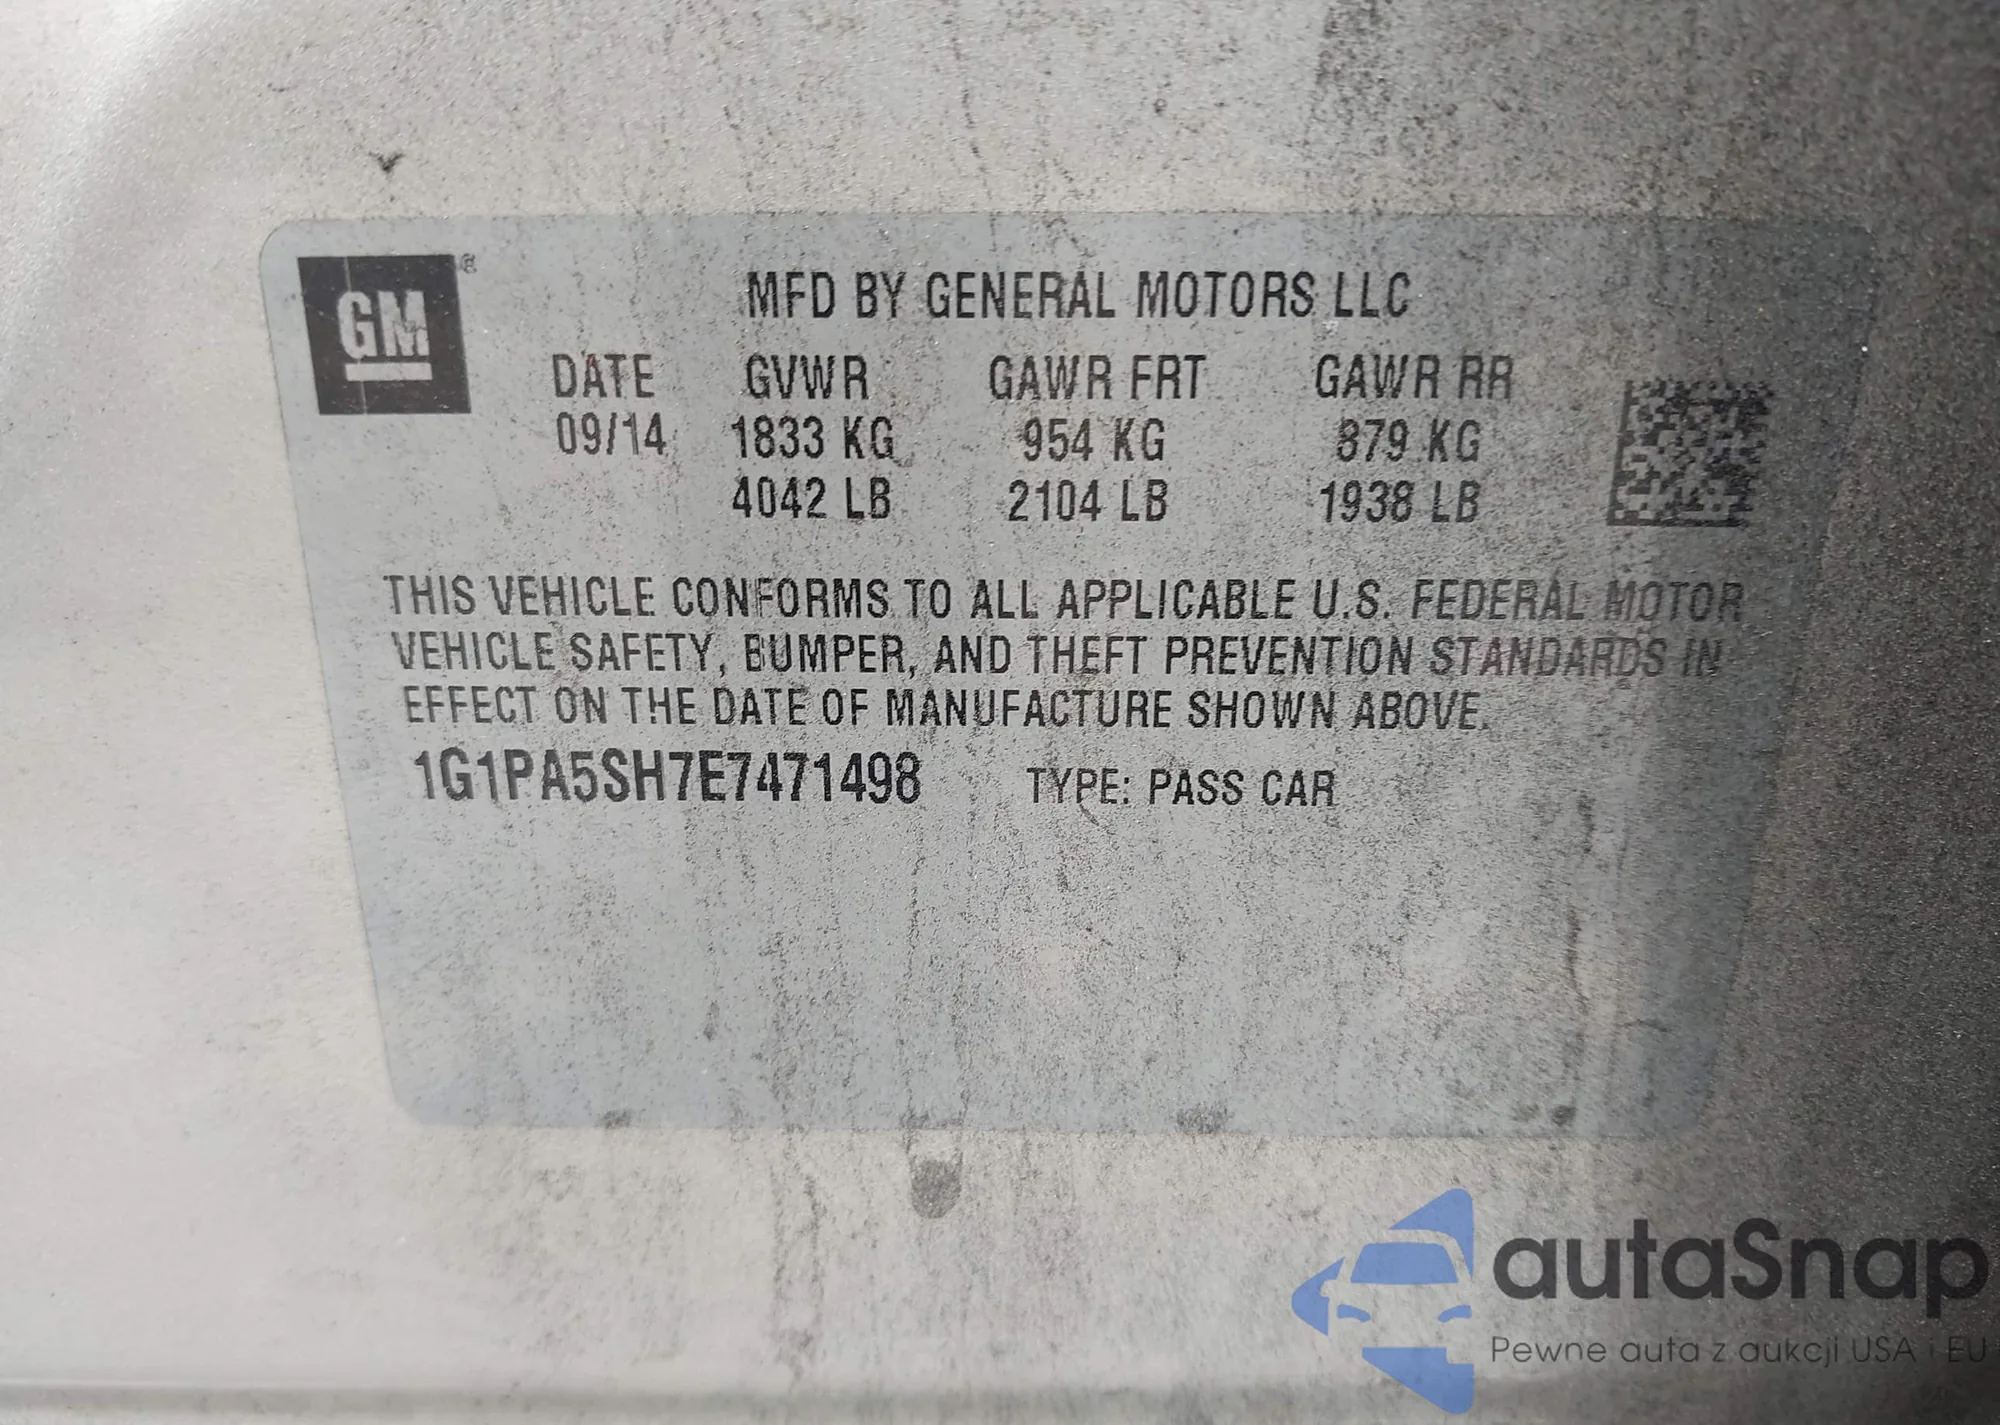 GM ®
MFD BY GENERAL MOTORS LLC
DATE GVWR GAWR FRT GAWR RR
09/14 1833 KG 954 KG 879 KG
4042 LB 2104 LB 1938 LB
THIS VEHICLE CONFORMS TO ALL APPLICABLE U.S. FEDERAL MOTOR
VEHICLE SAFETY, BUMPER, AND THEFT PREVENTION STANDARDS IN
EFFECT ON THE DATE OF MANUFACTURE SHOWN ABOVE.
1G1PA5SH7E7471498 TYPE: PASS CAR
autaSnap
Pewne auta z aukcji USA i EU